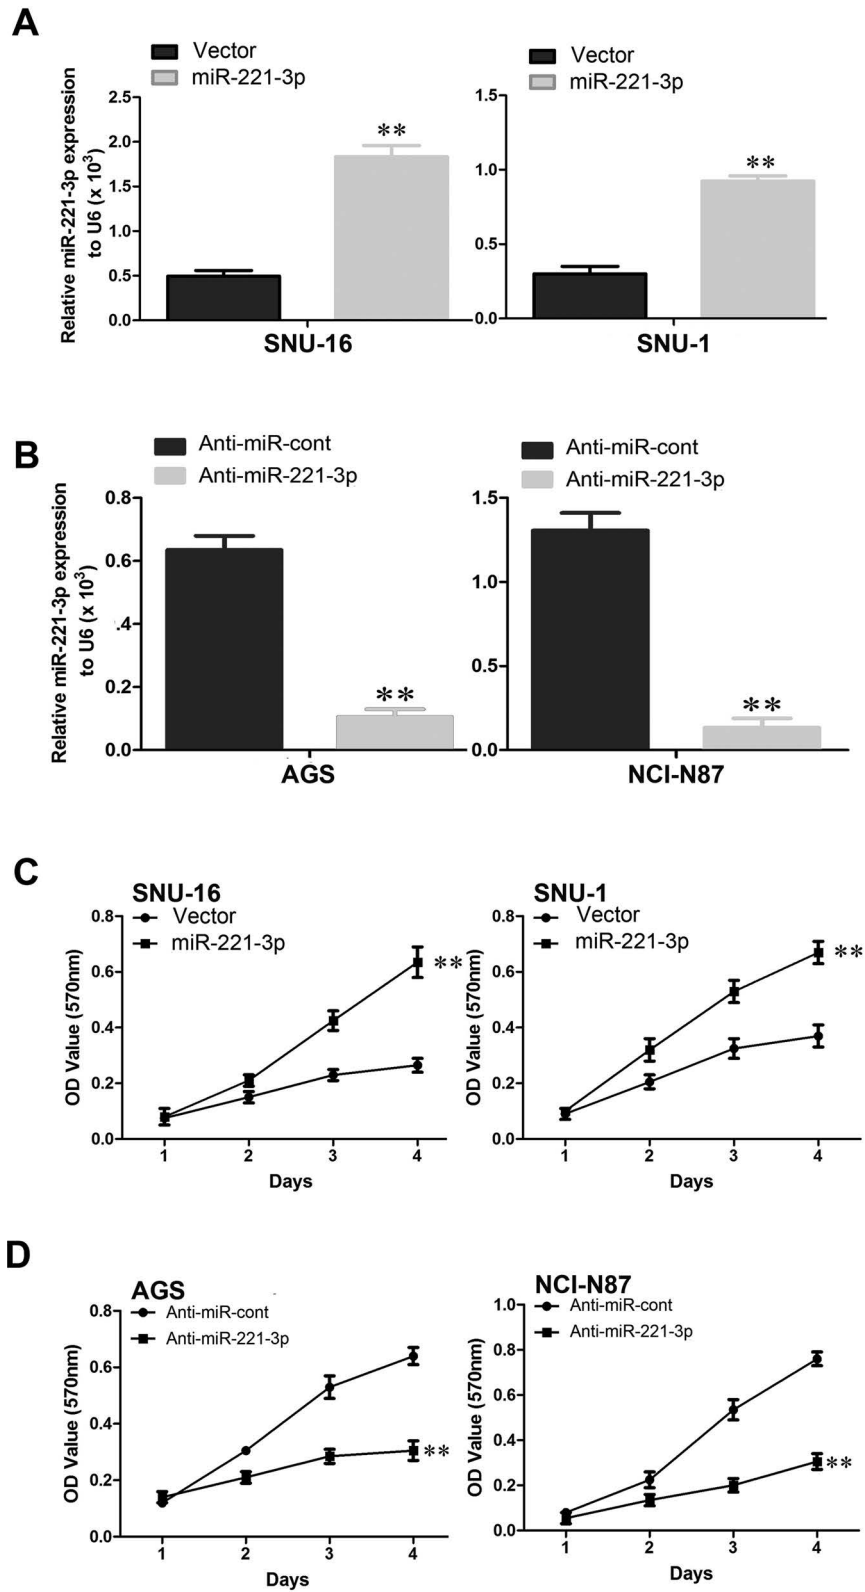 A
Vector
miR-221-3p
Relative miR-221-3p expression
to U6 (x 10³)
2.5
2.0
1.5
1.0
0.5
0.0
**
SNU-16
Vector
miR-221-3p
1.5
1.0
0.5
0.0
**
SNU-1
B
Anti-miR-cont
Anti-miR-221-3p
Relative miR-221-3p expression
to U6 (x 10³)
0.8
0.6
.4
0.2
0.0
**
AGS
Anti-miR-cont
Anti-miR-221-3p
1.5
1.0
0.5
0.0
**
NCI-N87
C
SNU-16
Vector
miR-221-3p
OD Value (570nm)
0.8
0.6
0.4
0.2
0.0
**
1 2 3 4
Days
SNU-1
Vector
miR-221-3p
OD Value (570nm)
0.8
0.6
0.4
0.2
0.0
**
1 2 3 4
Days
D
AGS
Anti-miR-cont
Anti-miR-221-3p
OD Value (570nm)
0.8
0.6
0.4
0.2
0.0
**
1 2 3 4
Days
NCI-N87
Anti-miR-cont
Anti-miR-221-3p
OD Value (570nm)
1.0
0.8
0.6
0.4
0.2
0.0
**
1 2 3 4
Days